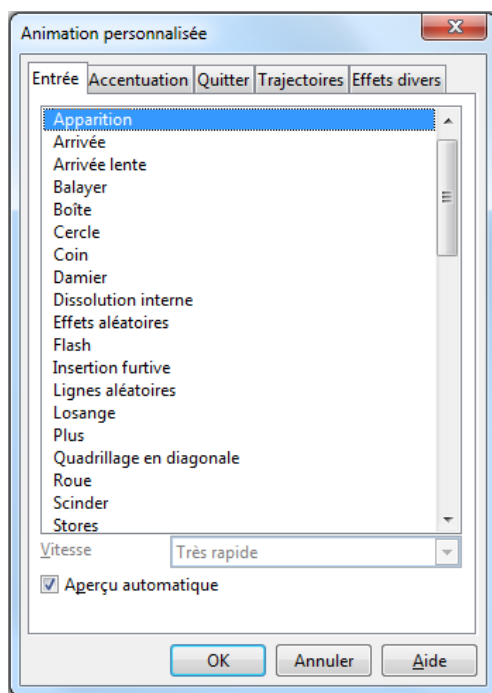 Animation personnalisée
Entrée Accentuation Quitter Trajectoires Effets divers
Apparition
Arrivée
Arrivée lente
Balayer
Boîte
Cercle
Coin
Damier
Dissolution interne
Effets aléatoires
Flash
Insertion furtive
Lignes aléatoires
Losange
Plus
Quadrillage en diagonale
Roue
Scinder
Stores
Vitesse Très rapide
Aperçu automatique
OK Annuler Aide